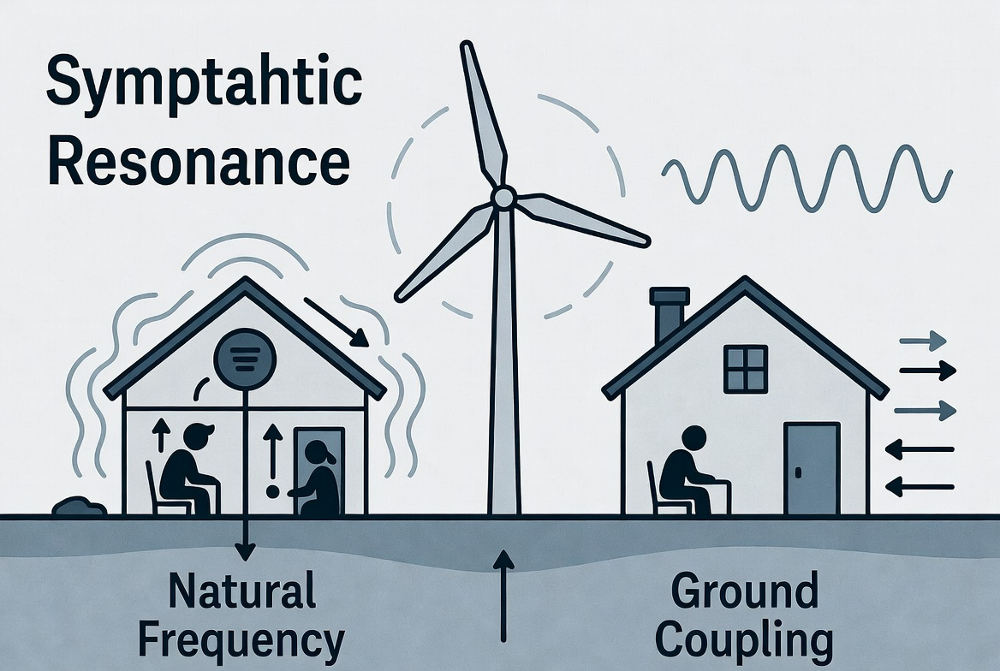 Symptahtic
Resonance
Natural
Frequency
Ground
Coupling